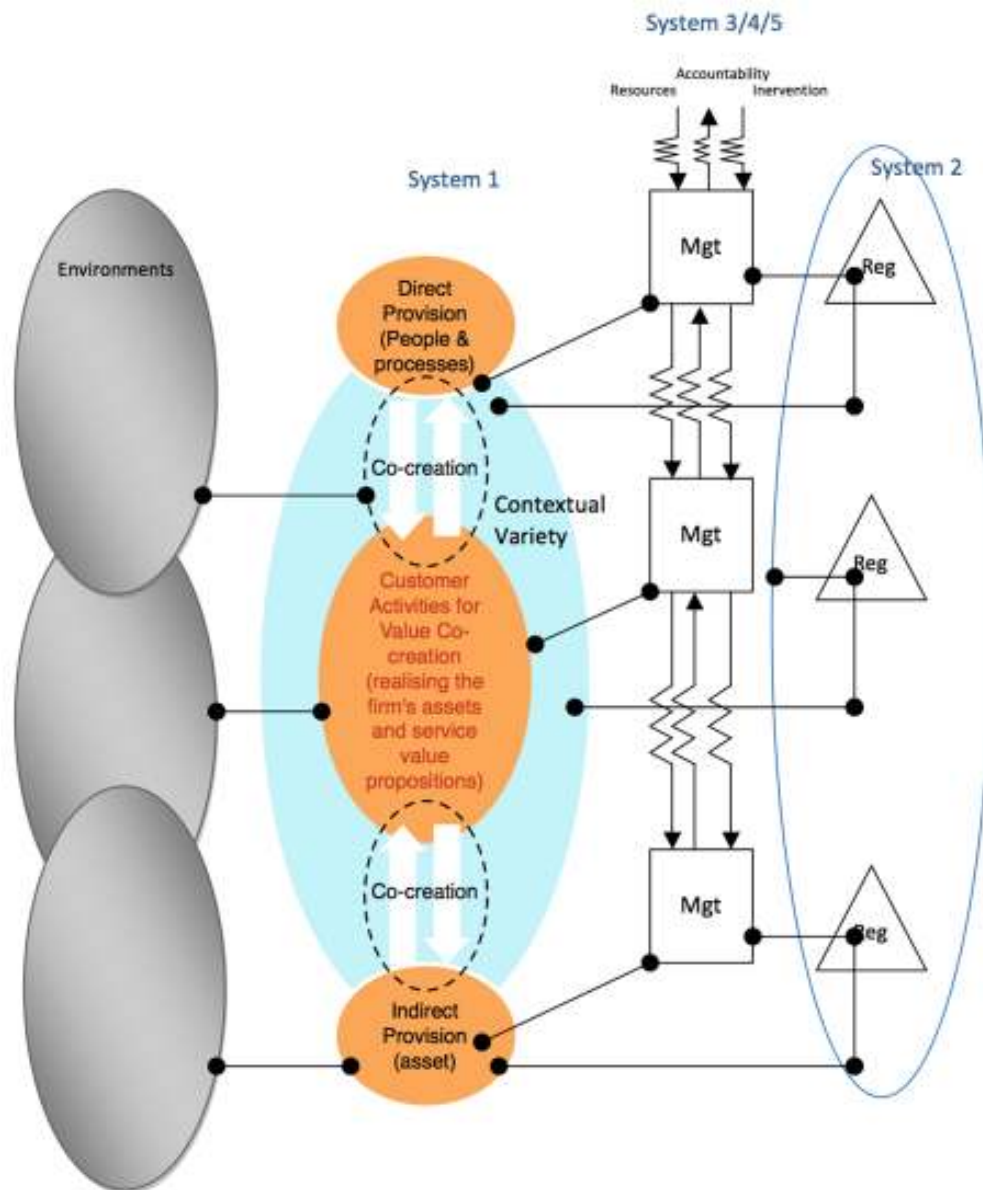 System 3/4/5
Accountability
Resources
Inervention
System 1
System 2
Environments
Mgt
Reg
Direct
Provision
(People &
processes)
Co-creation
Contextual
Variety
Mgt
Reg
Customer
Activities for
Value Co-
creation
(realising the
firm's assets
and service
value
propositions)
Co-creation
Mgt
Reg
Indirect
Provision
(asset)